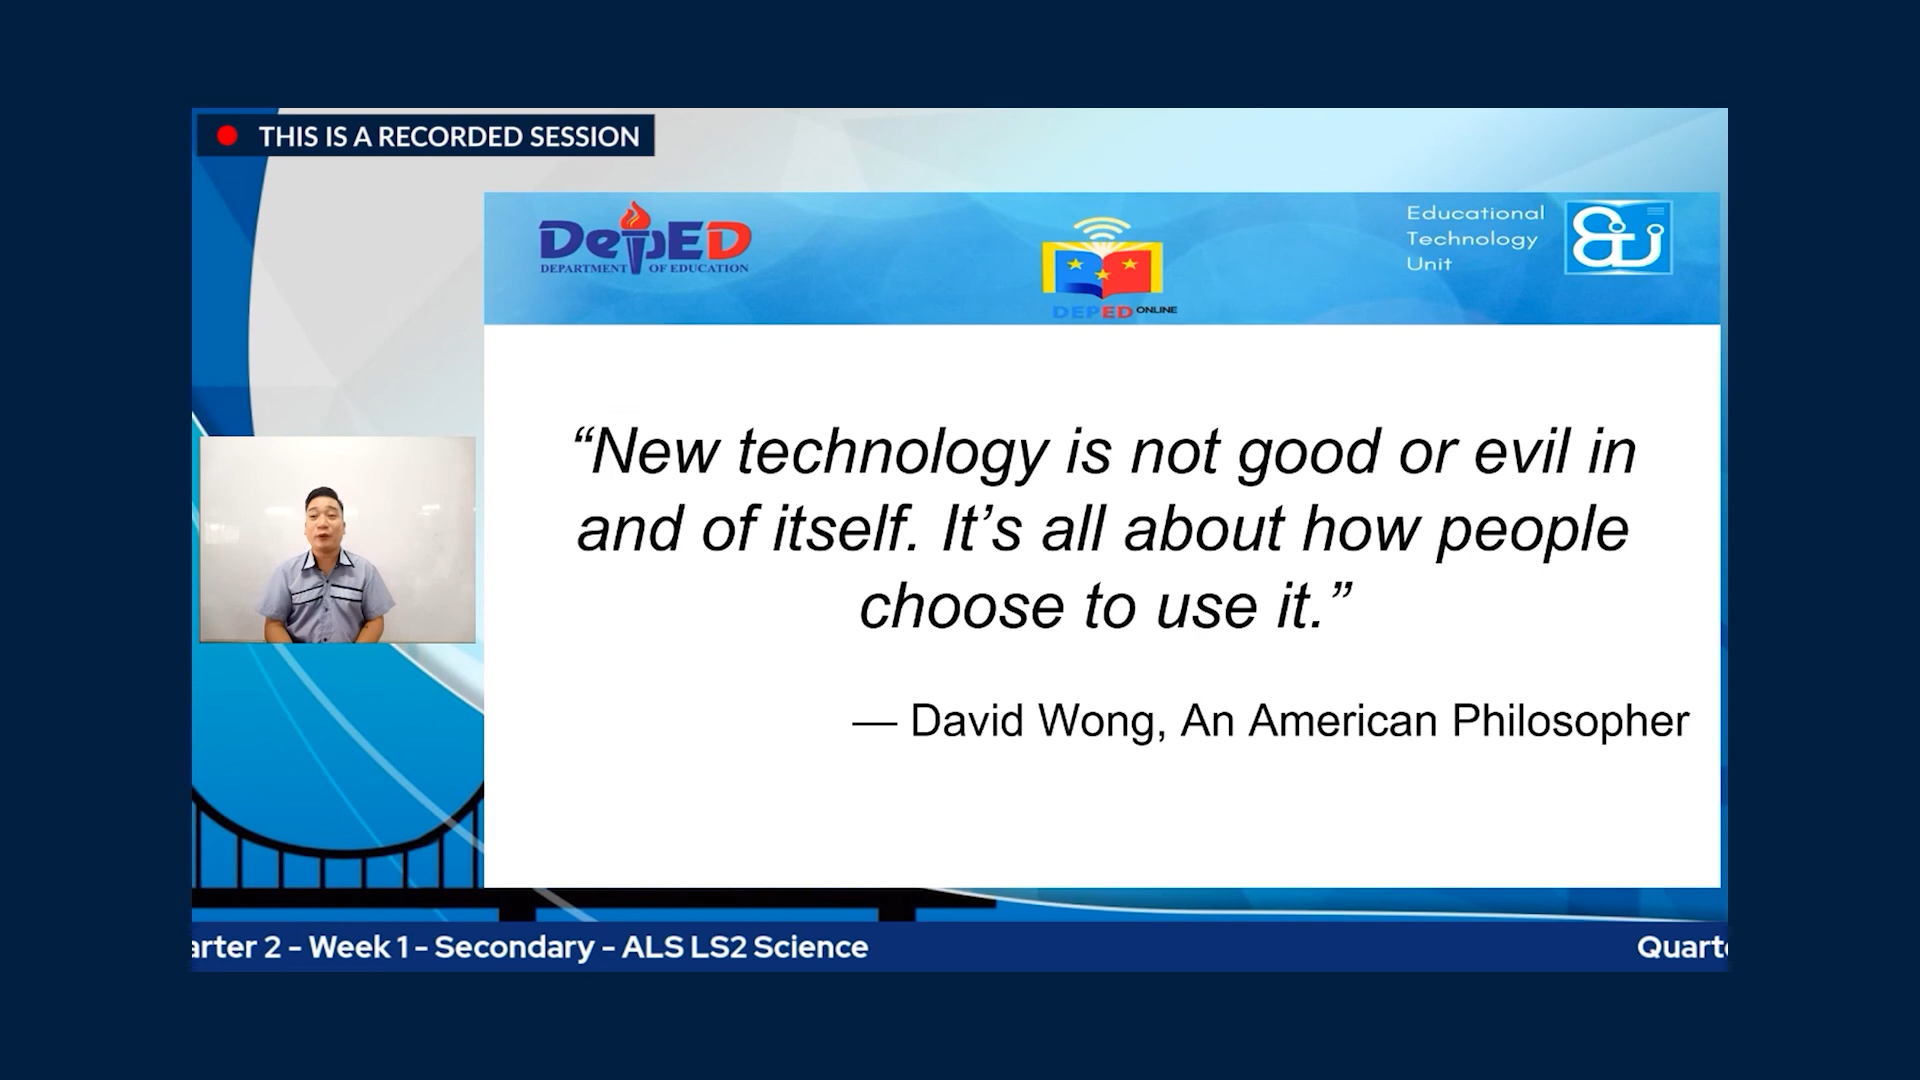 THIS IS A RECORDED SESSION
DepED
DEPARTMENT OF EDUCATION
DEPED ONLINE
Educational
Technology
Unit
“New technology is not good or evil in
and of itself. It’s all about how people
choose to use it.”
— David Wong, An American Philosopher
arter 2 - Week 1 - Secondary - ALS LS2 Science
Quarte